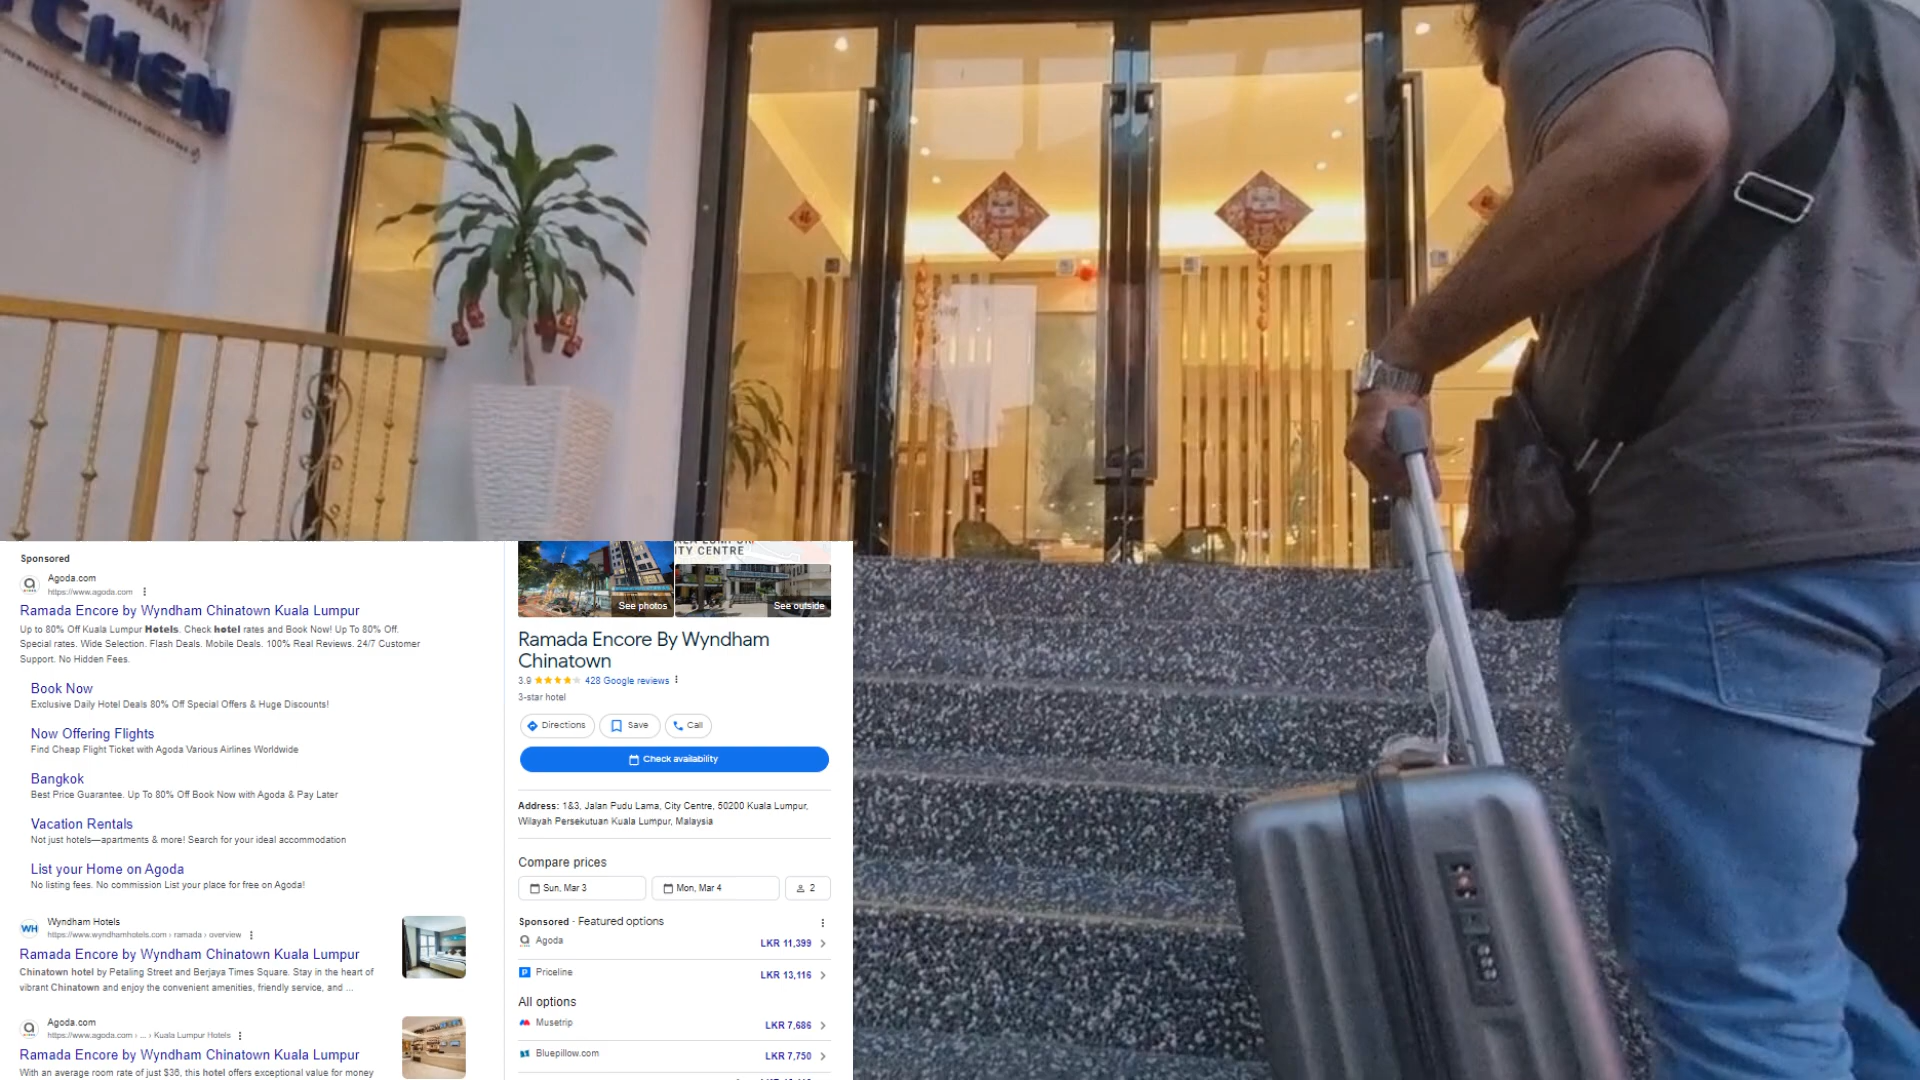 HAM
TCHEN
Sponsored
Agoda.com
https://www.agoda.com
Ramada Encore by Wyndham Chinatown Kuala Lumpur
Up to 80% Off Kuala Lumpur Hotels. Check hotel rates and Book Now! Up To 80% Off.
Special rates. Wide Selection. Flash Deals. Mobile Deals. 100% Real Reviews. 24/7 Customer
Support. No Hidden Fees.
Book Now
Exclusive Daily Hotel Deals 80% Off Special Offers & Huge Discounts!
Now Offering Flights
Find Cheap Flight Ticket with Agoda Various Airlines Worldwide
Bangkok
Best Price Guarantee. Up To 80% Off Book Now with Agoda & Pay Later
Vacation Rentals
Not just hotels—apartments & more! Search for your ideal accommodation
List your Home on Agoda
No listing fees. No commission List your place for free on Agoda!
WH
Wyndham Hotels
https://www.wyndhamhotels.com › ramada › overview
Ramada Encore by Wyndham Chinatown Kuala Lumpur
Chinatown hotel by Petaling Street and Berjaya Times Square. Stay in the heart of
vibrant Chinatown and enjoy the convenient amenities, friendly service, and ...
Agoda.com
https://www.agoda.com › ... › Kuala Lumpur Hotels
Ramada Encore by Wyndham Chinatown Kuala Lumpur
With an average room rate of just $36, this hotel offers exceptional value for money
ITY CENTRE
See photos
See outside
Ramada Encore By Wyndham
Chinatown
3.9 428 Google reviews
3-star hotel
Directions
Save
Call
Check availability
Address: 1&3, Jalan Pudu Lama, City Centre, 50200 Kuala Lumpur,
Wilayah Persekutuan Kuala Lumpur, Malaysia
Compare prices
Sun, Mar 3
Mon, Mar 4
2
Sponsored · Featured options
Agoda
LKR 11,399
Priceline
LKR 13,116
All options
Musetrip
LKR 7,686
Bluepillow.com
LKR 7,750